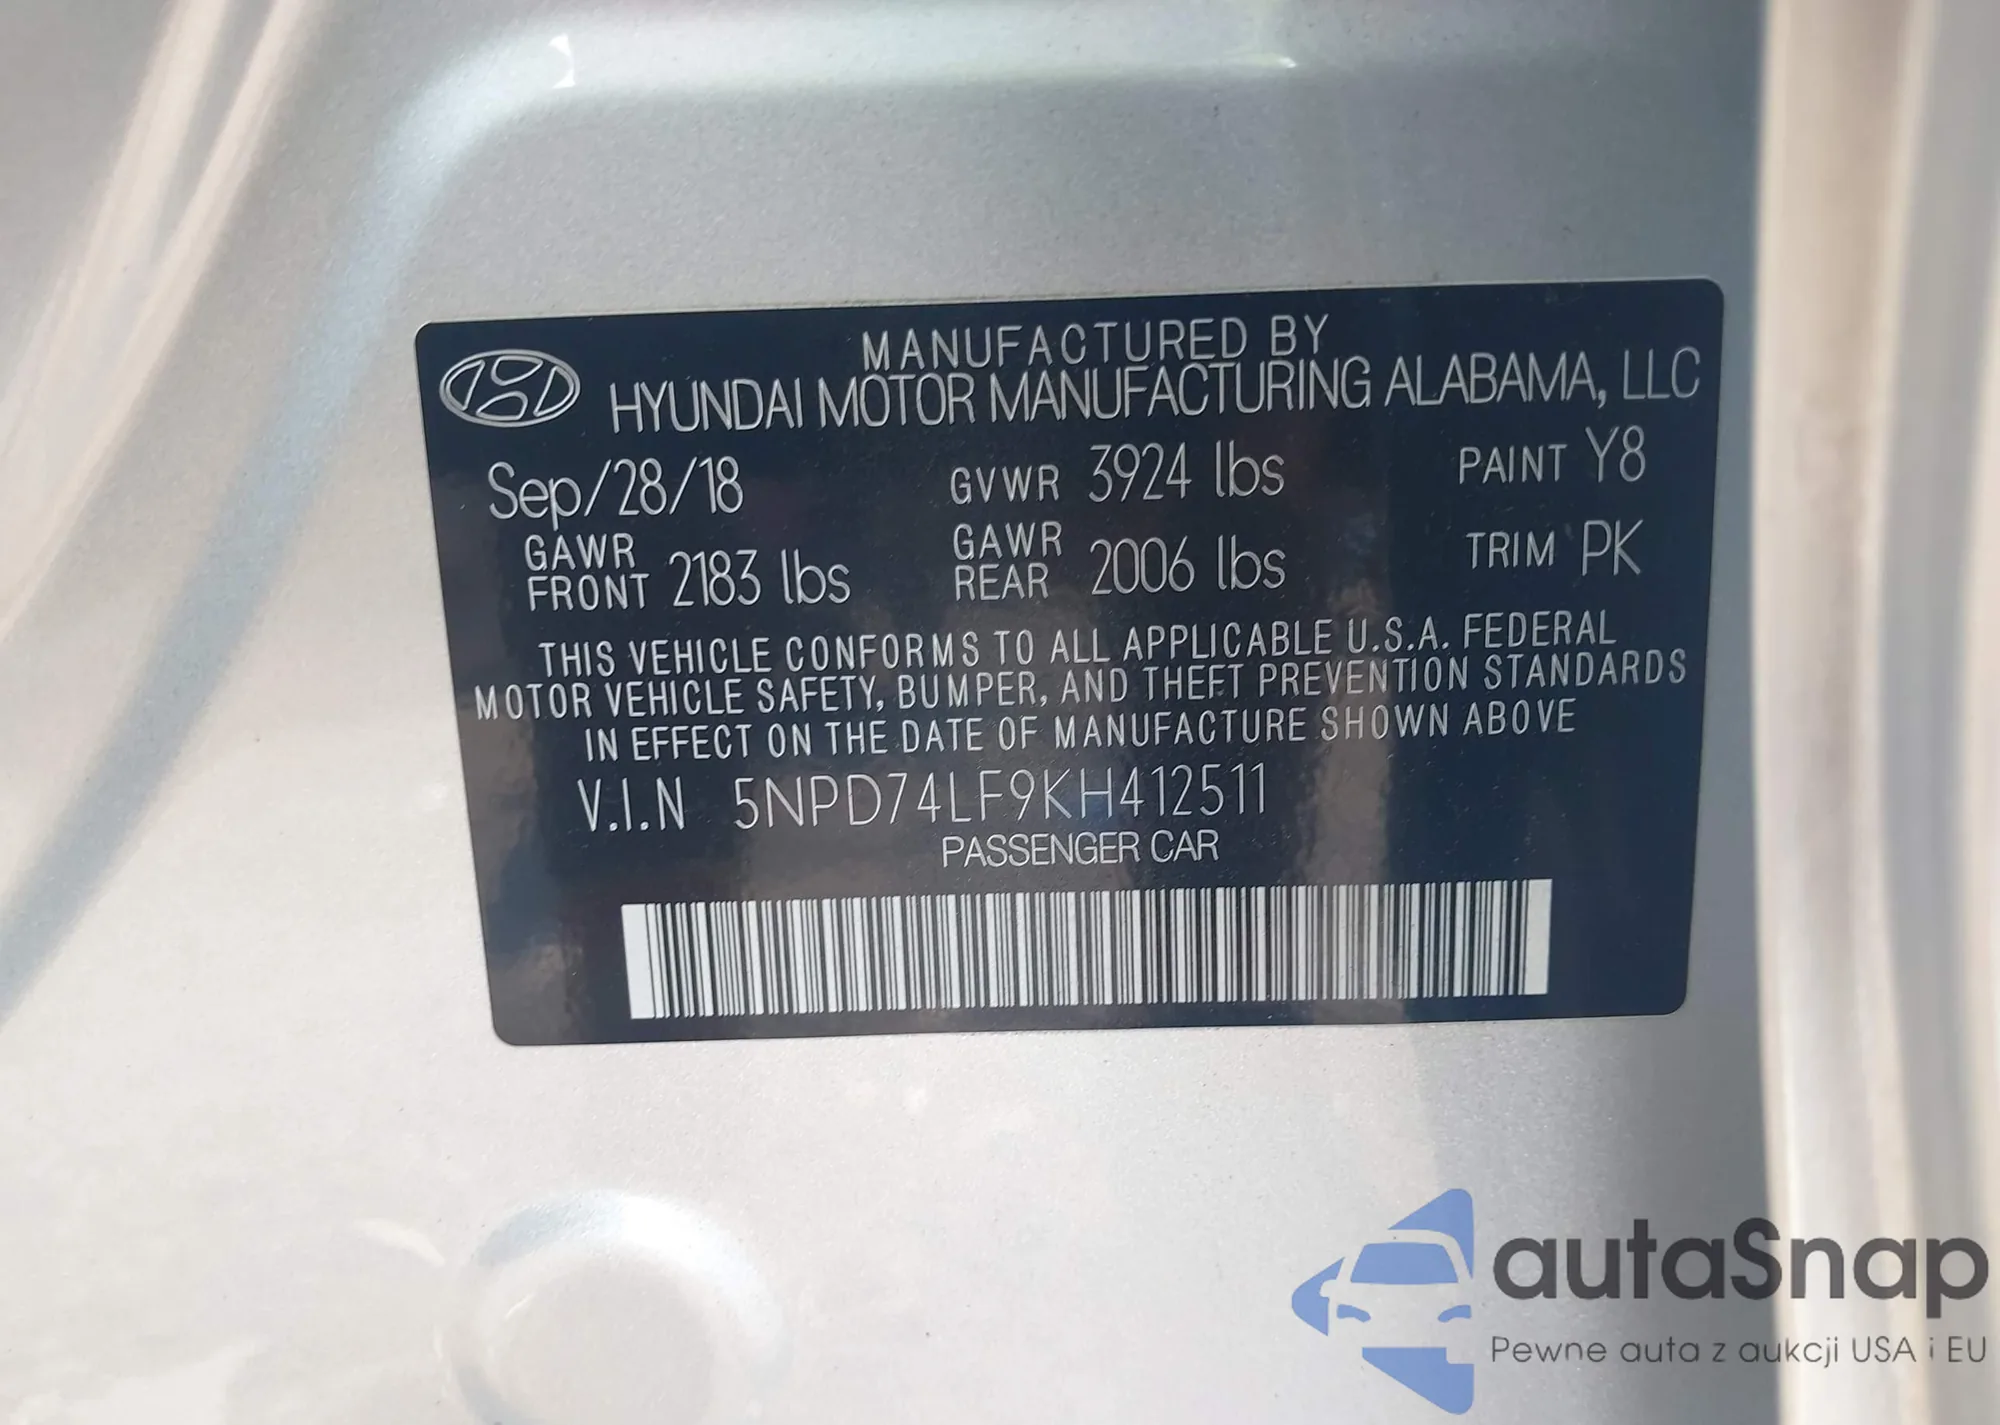 MANUFACTURED BY
HYUNDAI MOTOR MANUFACTURING ALABAMA, LLC
Sep/28/18 GVWR 3924 lbs PAINT Y8
GAWR FRONT 2183 lbs GAWR REAR 2006 lbs TRIM PK
THIS VEHICLE CONFORMS TO ALL APPLICABLE U.S.A. FEDERAL
MOTOR VEHICLE SAFETY, BUMPER, AND THEFT PREVENTION STANDARDS
IN EFFECT ON THE DATE OF MANUFACTURE SHOWN ABOVE
V.I.N 5NPD74LF9KH412511
PASSENGER CAR
autaSnap
Pewne auta z aukcji USA i EU